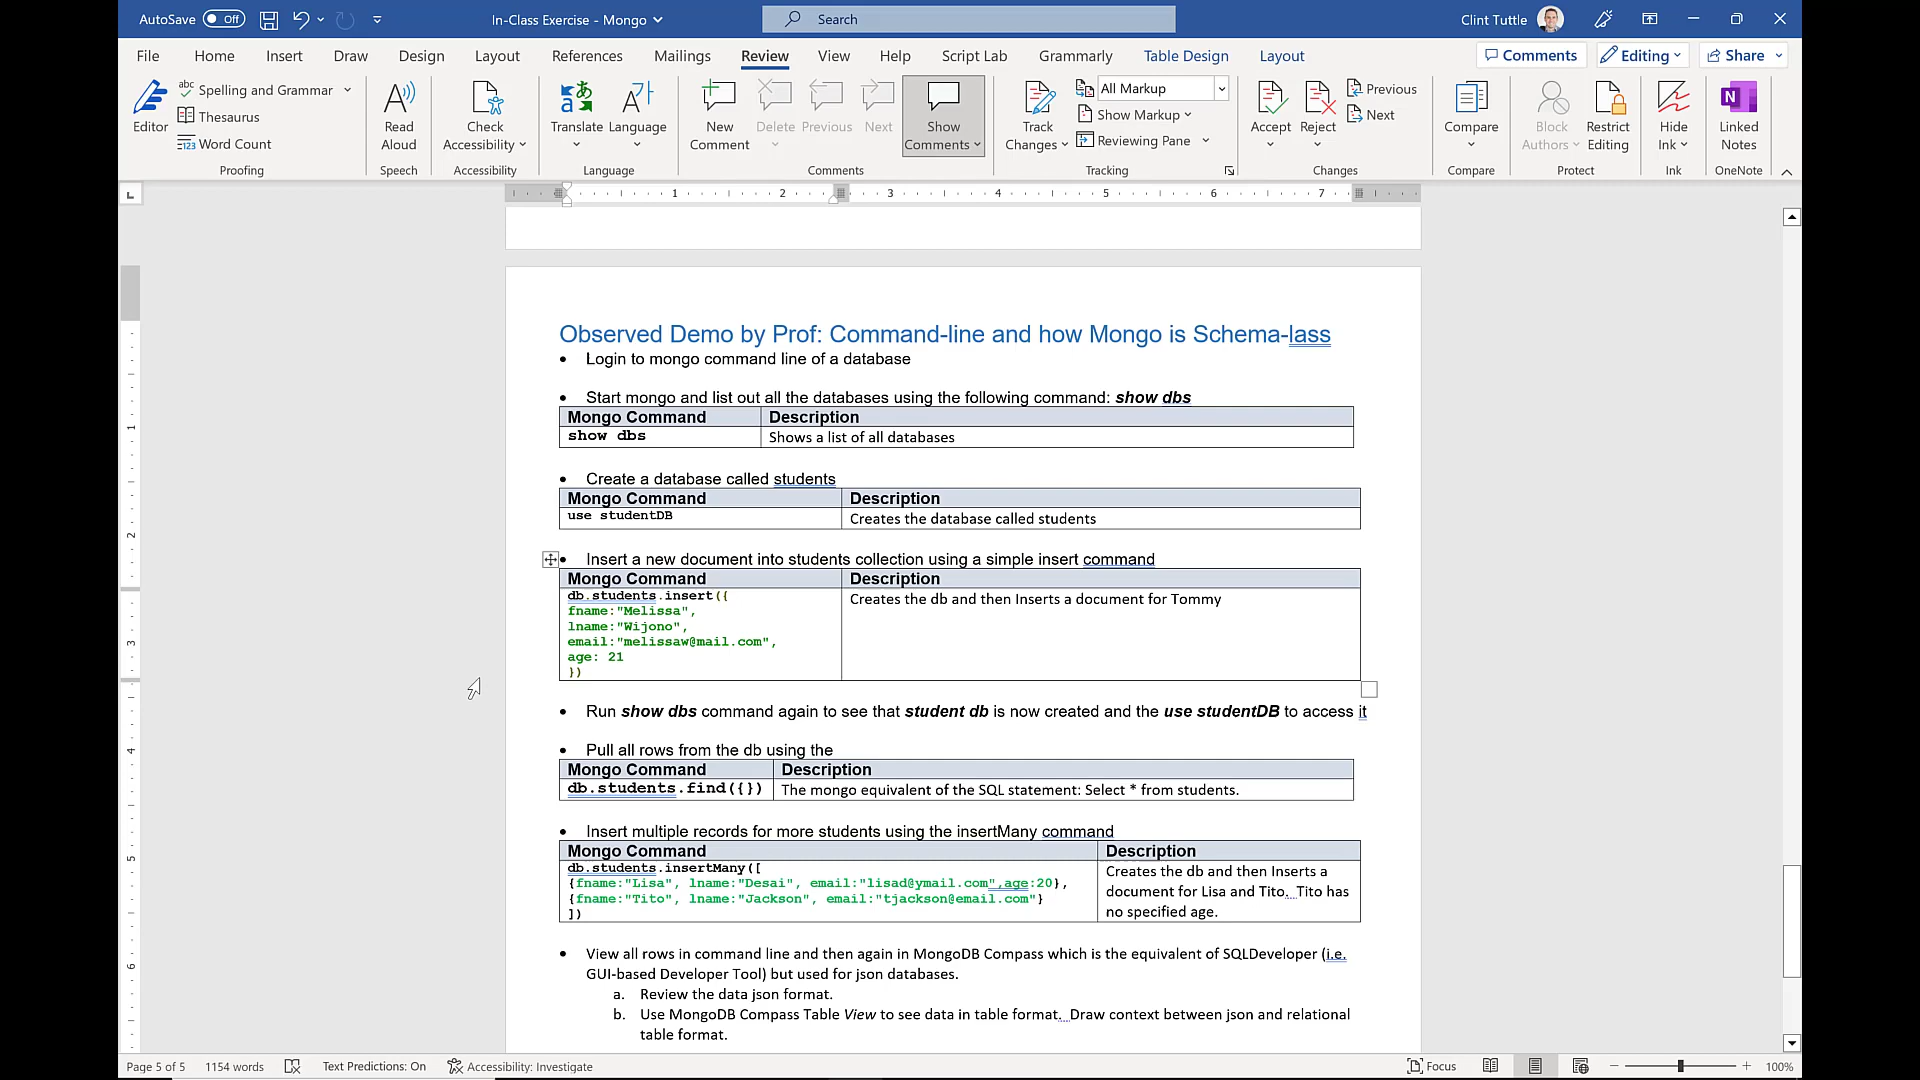 AutoSave Off In-Class Exercise - Mongo Search Clint Tuttle
File Home Insert Draw Design Layout References Mailings Review View Help Script Lab Grammarly Table Design Layout Comments Editing Share
Editor
abc Spelling and Grammar
Thesaurus
123 Word Count
Proofing
Read Aloud
Speech
Check Accessibility
Accessibility
Translate
Language
Language
New Comment
Delete
Previous
Next
Show Comments
Comments
Track Changes
All Markup
Show Markup
Reviewing Pane
Tracking
Accept
Reject
Previous
Next
Changes
Compare
Compare
Block Authors
Restrict Editing
Protect
Hide Ink
Ink
Linked Notes
OneNote
1 2 3 4 5 6 7
Observed Demo by Prof: Command-line and how Mongo is Schema-lass
• Login to mongo command line of a database
• Start mongo and list out all the databases using the following command: show dbs
Mongo Command Description
show dbs Shows a list of all databases
• Create a database called students
Mongo Command Description
use studentDB Creates the database called students
• Insert a new document into students collection using a simple insert command
Mongo Command Description
db.students.insert({ Creates the db and then Inserts a document for Tommy
fname:"Melissa",
lname:"Wijono",
email:"melissaw@mail.com",
age: 21
})
• Run show dbs command again to see that student db is now created and the use studentDB to access it
• Pull all rows from the db using the
Mongo Command Description
db.students.find({}) The mongo equivalent of the SQL statement: Select * from students.
• Insert multiple records for more students using the insertMany command
Mongo Command Description
db.students.insertMany([
{fname:"Lisa", lname:"Desai", email:"lisad@ymail.com",age:20},
{fname:"Tito", lname:"Jackson", email:"tjackson@email.com"}
])
Creates the db and then Inserts a
document for Lisa and Tito. Tito has
no specified age.
• View all rows in command line and then again in MongoDB Compass which is the equivalent of SQLDeveloper (i.e.
GUI-based Developer Tool) but used for json databases.
a. Review the data json format.
b. Use MongoDB Compass Table View to see data in table format. Draw context between json and relational
table format.
1
2
3
4
5
6
Page 5 of 5 1154 words Text Predictions: On Accessibility: Investigate Focus 100%